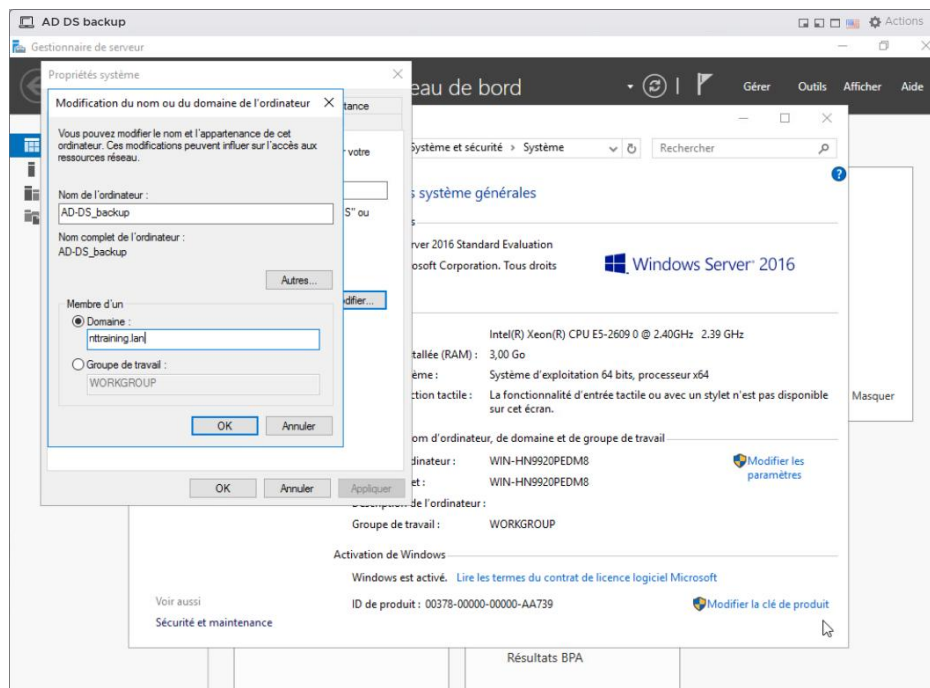 AD DS backup
Actions
Gestionnaire de serveur
eau de bord
Gérer Outils Afficher Aide
Propriétés système
tance
Modification du nom ou du domaine de l'ordinateur
Vous pouvez modifier le nom et l'appartenance de cet
ordinateur. Ces modifications peuvent influer sur l'accès aux
ressources réseau.
Nom de l'ordinateur :
AD-DS_backup
Nom complet de l'ordinateur :
AD-DS_backup
Autres...
Membre d'un
Domaine :
nttraining.lan
Groupe de travail :
WORKGROUP
OK Annuler
r votre
S" ou
difier...
OK Annuler Appliquer
Système et sécurité > Système
Rechercher
s système générales
rver 2016 Standard Evaluation
osoft Corporation. Tous droits
Windows Server 2016
Intel(R) Xeon(R) CPU E5-2609 0 @ 2.40GHz 2.39 GHz
tallée (RAM) : 3,00 Go
ème : Système d'exploitation 64 bits, processeur x64
ction tactile : La fonctionnalité d'entrée tactile ou avec un stylet n'est pas disponible
sur cet écran.
Masquer
om d'ordinateur, de domaine et de groupe de travail
dinateur : WIN-HN9920PEDM8
Modifier les
paramètres
et : WIN-HN9920PEDM8
de l'ordinateur :
Groupe de travail : WORKGROUP
Activation de Windows
Windows est activé. Lire les termes du contrat de licence logiciel Microsoft
ID de produit : 00378-00000-00000-AA739
Modifier la clé de produit
Voir aussi
Sécurité et maintenance
Résultats BPA